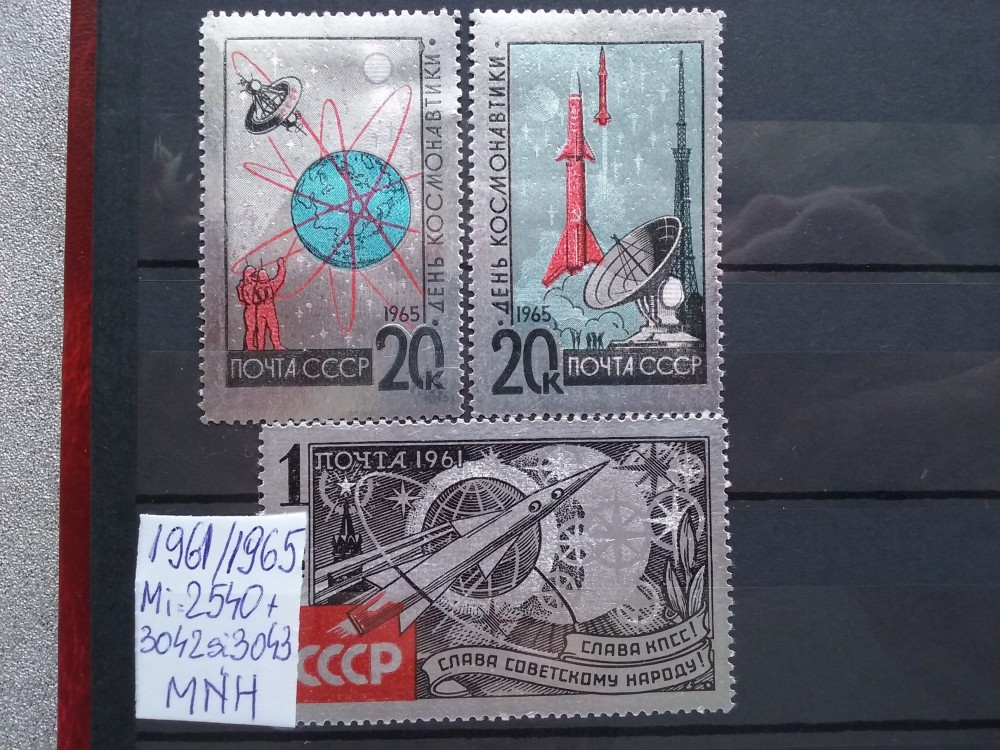 ДЕНЬ КОСМОНАВТИКИ
1965
ПОЧТА СССР 20к
·ДЕНЬ КОСМОНАВТИКИ·
1965
20к ПОЧТА СССР
1 ПОЧТА 1961
СССР
СЛАВА КПСС!
СЛАВА СОВЕТСКОМУ НАРОДУ!
1961/1965
Mi=2540+
3042și3043
MNH